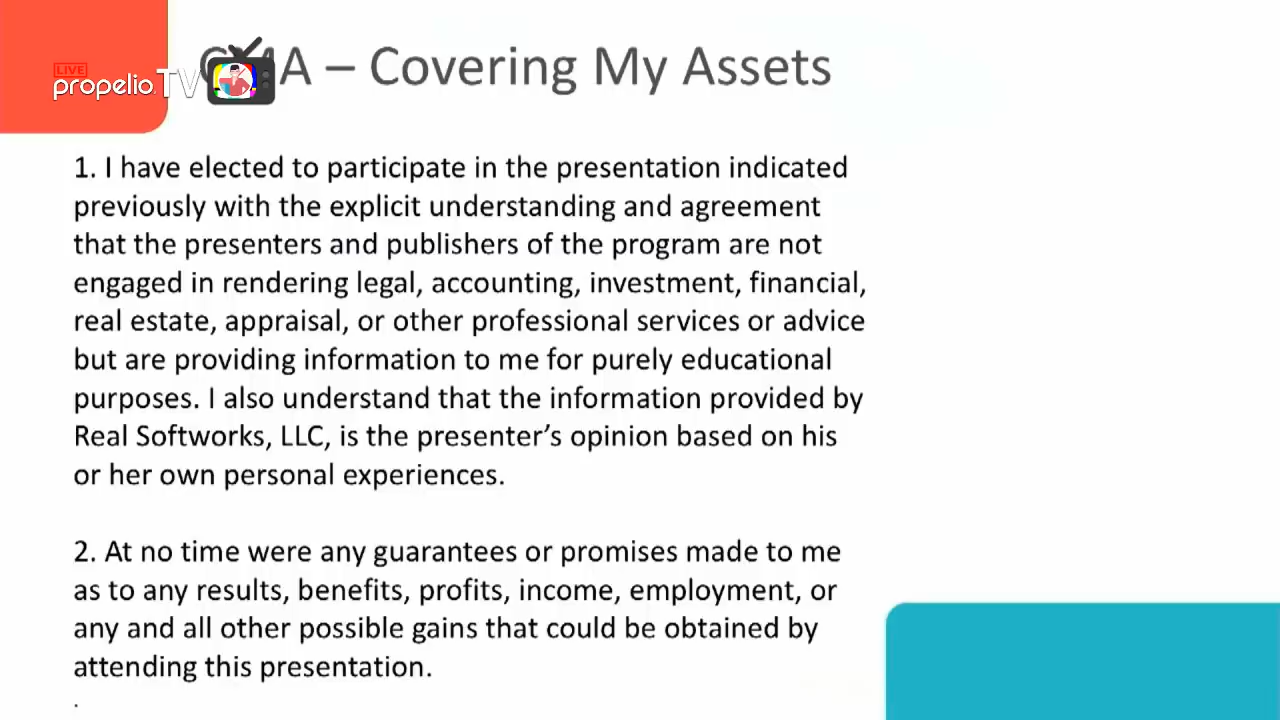 CMA – Covering My Assets
LIVE
propelio.TV
1. I have elected to participate in the presentation indicated
previously with the explicit understanding and agreement
that the presenters and publishers of the program are not
engaged in rendering legal, accounting, investment, financial,
real estate, appraisal, or other professional services or advice
but are providing information to me for purely educational
purposes. I also understand that the information provided by
Real Softworks, LLC, is the presenter’s opinion based on his
or her own personal experiences.
2. At no time were any guarantees or promises made to me
as to any results, benefits, profits, income, employment, or
any and all other possible gains that could be obtained by
attending this presentation.
.